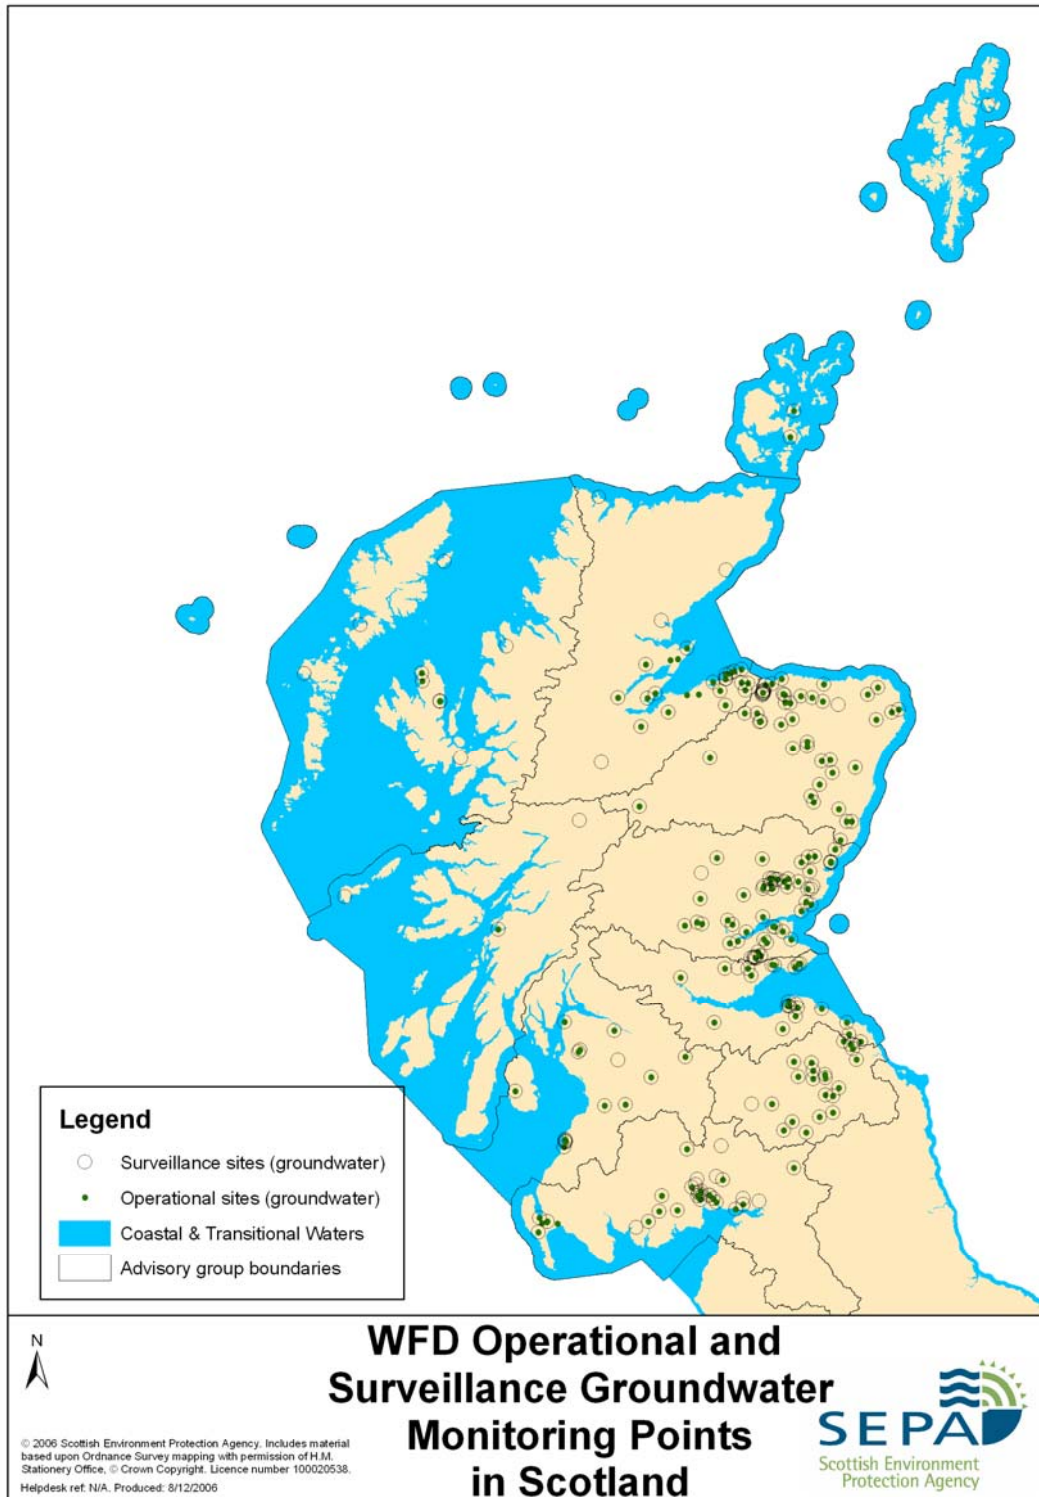 Legend
Surveillance sites (groundwater)
Operational sites (groundwater)
Coastal & Transitional Waters
Advisory group boundaries
N
WFD Operational and
Surveillance Groundwater
Monitoring Points
in Scotland
© 2006 Scottish Environment Protection Agency. Includes material
based upon Ordnance Survey mapping with permission of H.M.
Stationery Office, © Crown Copyright. Licence number 100020538.
Helpdesk ref: N/A. Produced: 8/12/2006
SEPA
Scottish Environment
Protection Agency